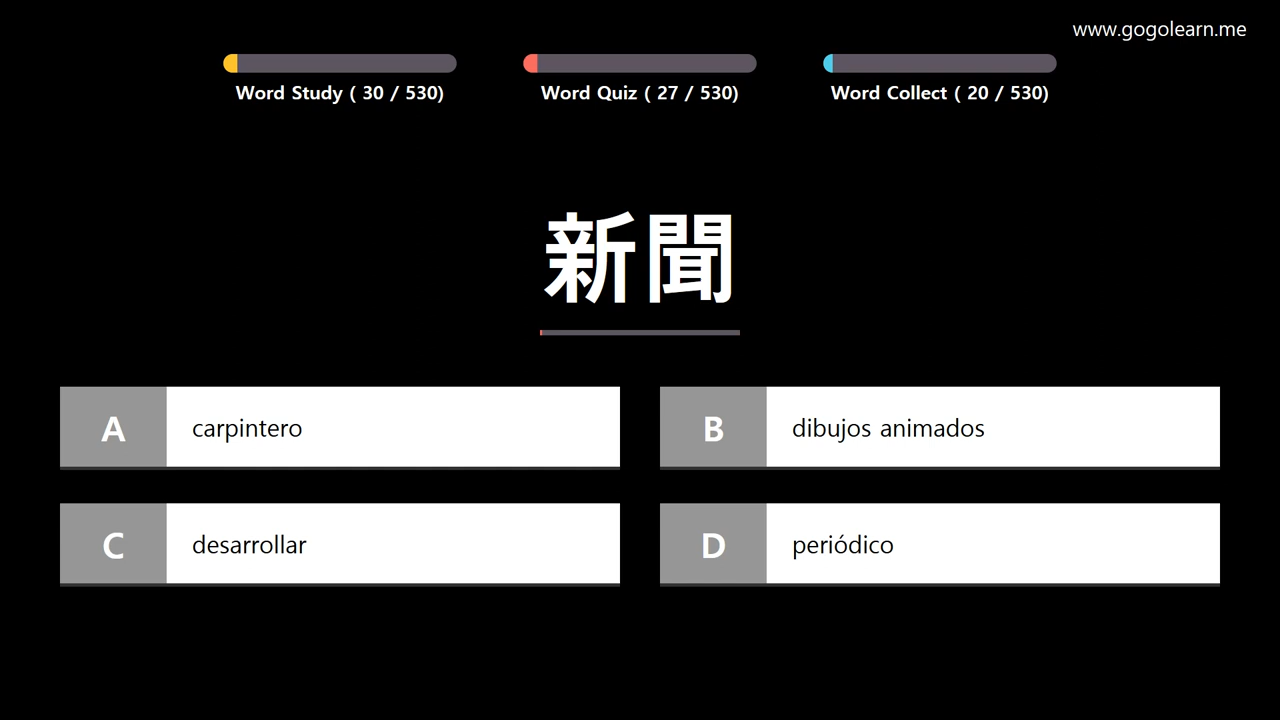 www.gogolearn.me
Word Study ( 30 / 530)
Word Quiz ( 27 / 530)
Word Collect ( 20 / 530)
新聞
A carpintero
B dibujos animados
C desarrollar
D periódico